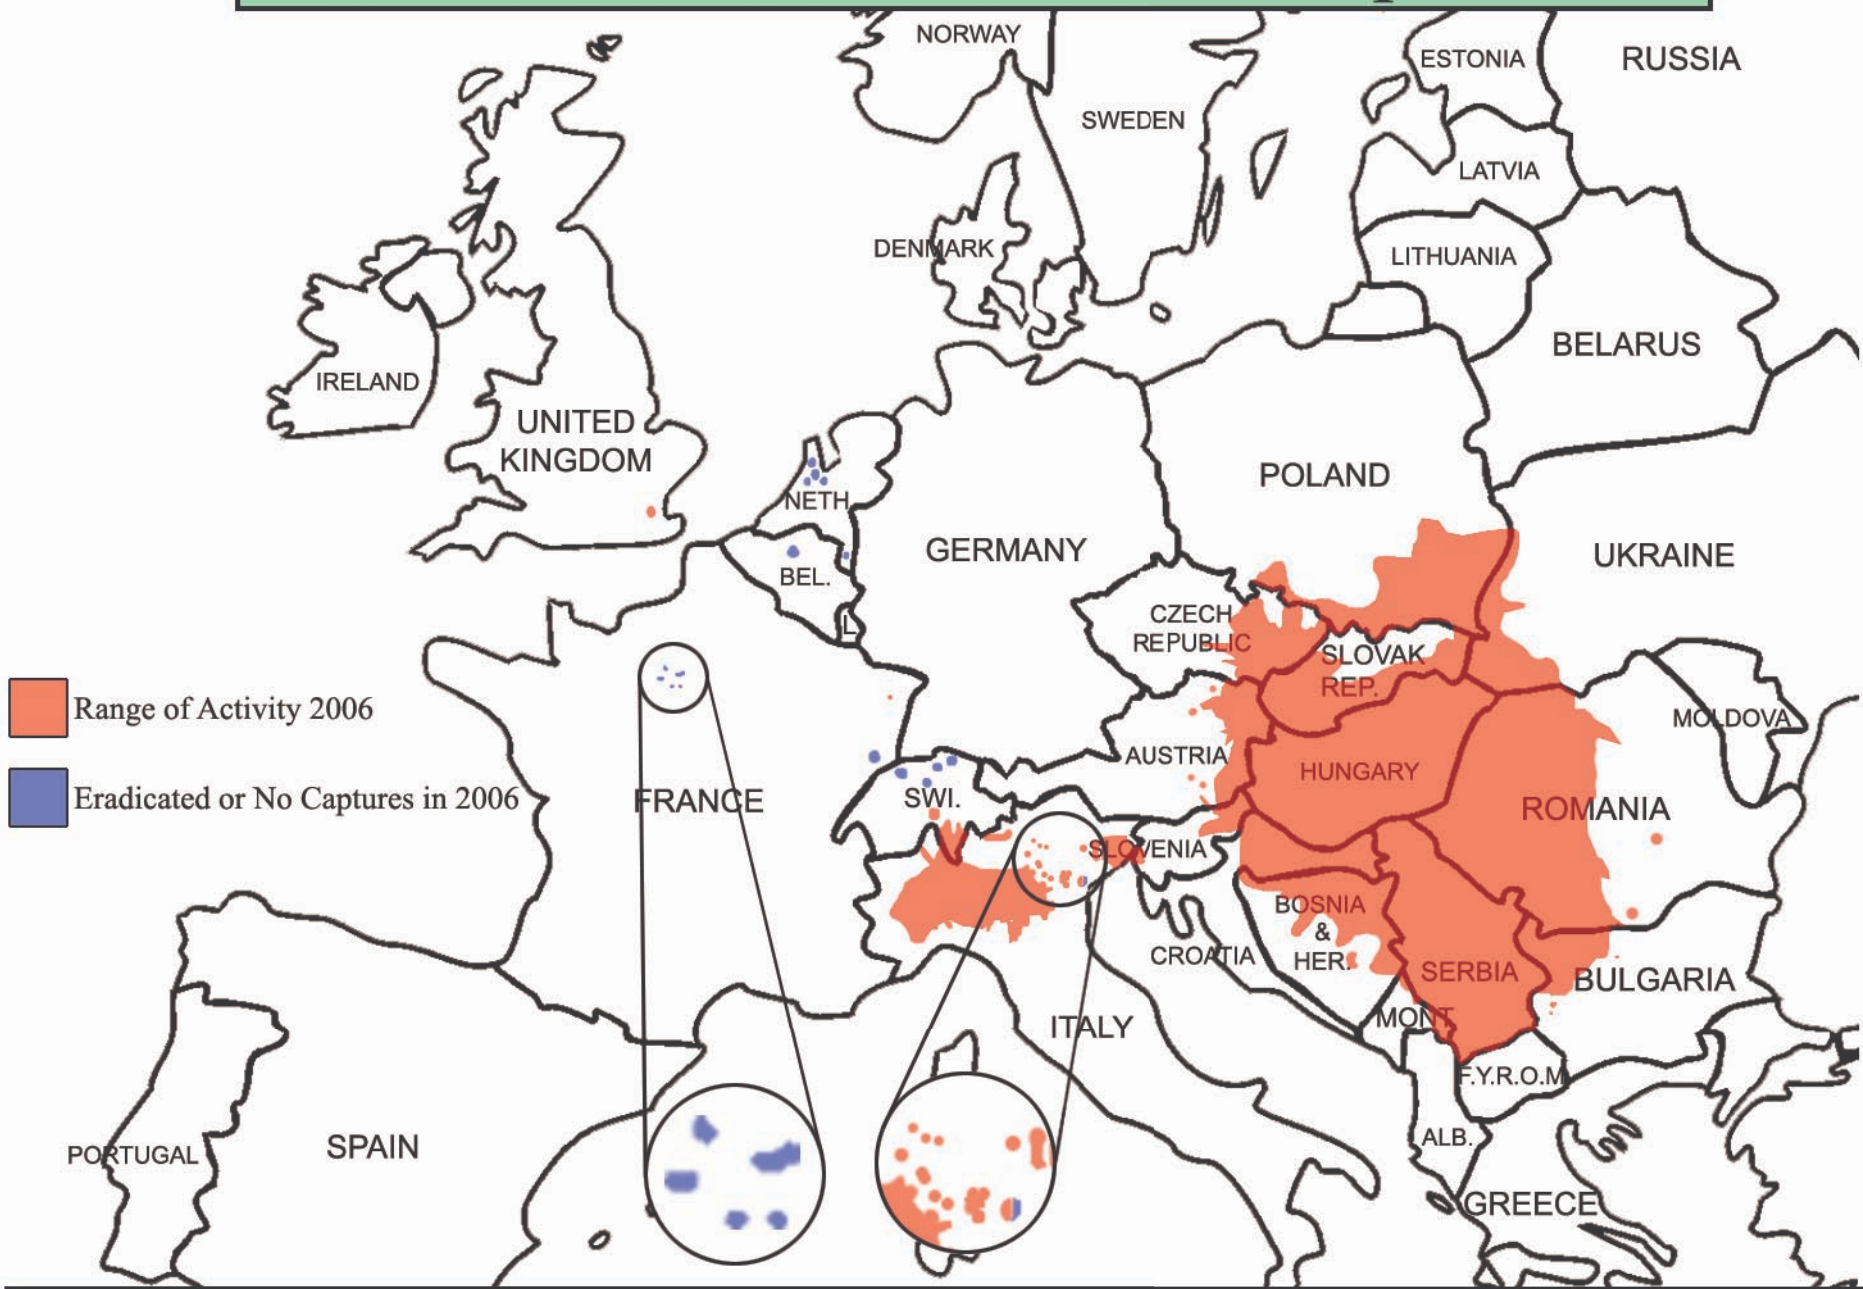 NORWAY
ESTONIA
RUSSIA
SWEDEN
LATVIA
DENMARK
LITHUANIA
BELARUS
IRELAND
UNITED
KINGDOM
POLAND
NETH
GERMANY
UKRAINE
BEL.
CZECH
REPUBLIC
L
SLOVAK
REP.
Range of Activity 2006
MOLDOVA
AUSTRIA
HUNGARY
Eradicated or No Captures in 2006
FRANCE
SWI.
ROMANIA
SLOVENIA
BOSNIA
&
HER.
CROATIA
SERBIA
BULGARIA
MONT
ITALY
F.Y.R.O.M
ALB.
PORTUGAL
SPAIN
GREECE